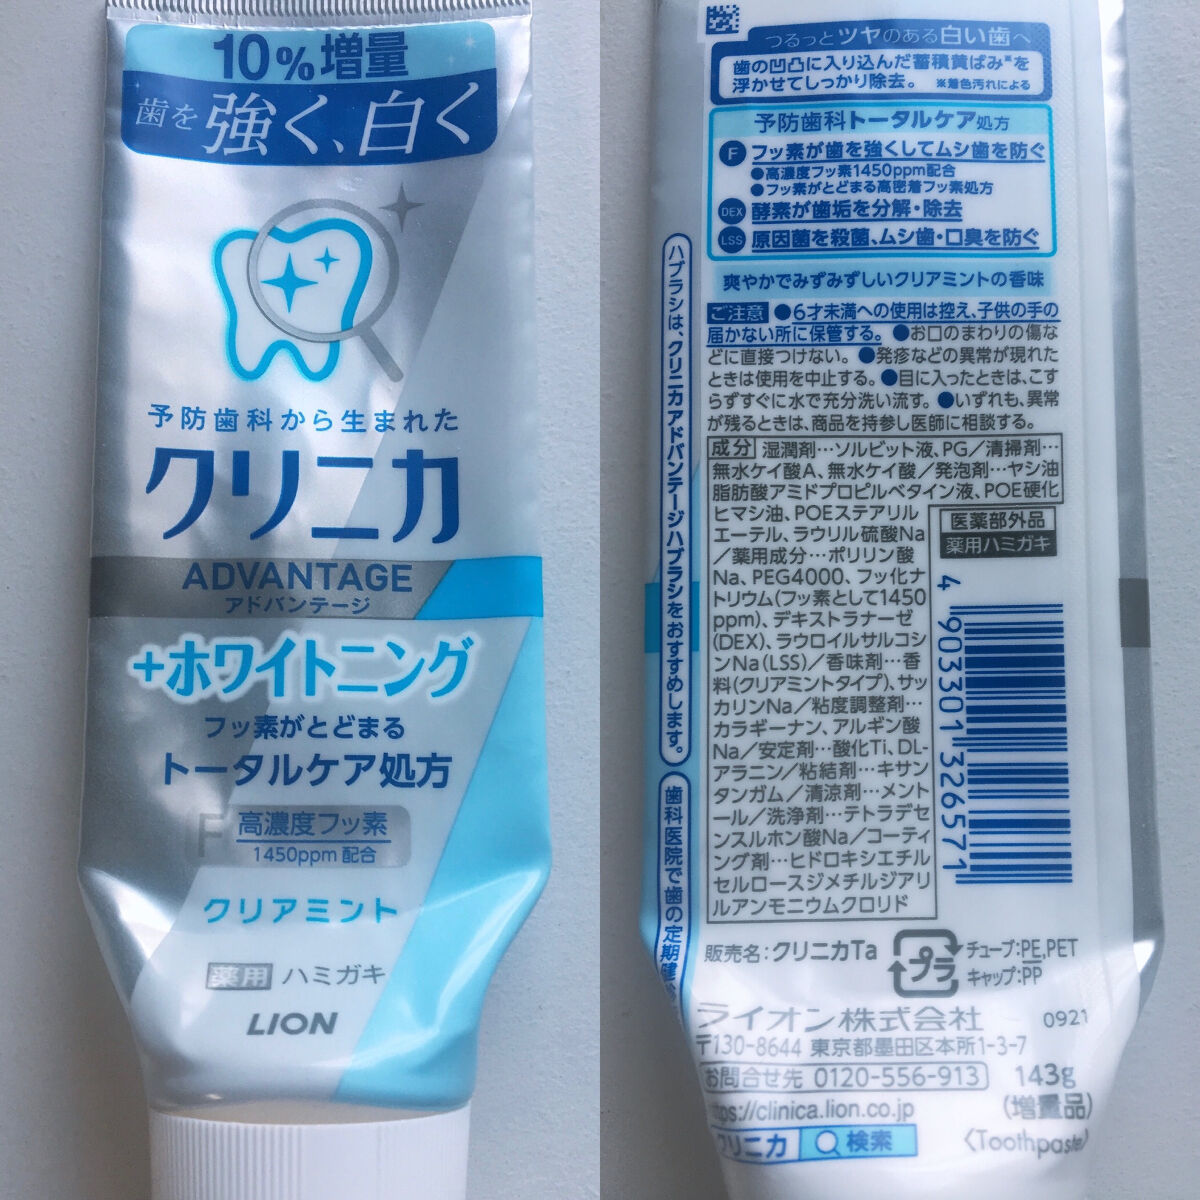 10%増量
歯を強く、白く
予防歯科から生まれた
クリニカ
ADVANTAGE
アドバンテージ
+ホワイトニング
フッ素がとどまる
トータルケア処方
F 高濃度フッ素
1450ppm配合
クリアミント
薬用 ハミガキ
LION
つるっとツヤのある白い歯へ
歯の凹凸に入り込んだ蓄積黄ばみ※を
浮かせてしっかり除去。 ※着色汚れによる
予防歯科トータルケア処方
F フッ素が歯を強くしてムシ歯を防ぐ
●高濃度フッ素1450ppm配合
●フッ素がとどまる高密着フッ素処方
DEX 酵素が歯垢を分解・除去
LSS 原因菌を殺菌、ムシ歯・口臭を防ぐ
爽やかでみずみずしいクリアミントの香味
ご注意 ●6才未満への使用は控え、子供の手の
届かない所に保管する。●お口のまわりの傷な
どに直接つけない。●発疹などの異常が現れた
ときは使用を中止する。●目に入ったときは、こす
らずすぐに水で充分洗い流す。●いずれも、異常
が残るときは、商品を持参し医師に相談する。
成分 湿潤剤…ソルビット液、PG／清掃剤…
無水ケイ酸A、無水ケイ酸／発泡剤…ヤシ油
脂肪酸アミドプロピルベタイン液、POE硬化
ヒマシ油、POEステアリル
エーテル、ラウリル硫酸Na
／薬用成分…ポリリン酸
Na、PEG4000、フッ化ナ
トリウム(フッ素として1450
ppm)、デキストラナーゼ
(DEX)、ラウロイルサルコシ
ンNa(LSS)／香味剤…香
料(クリアミントタイプ)、サッ
カリンNa／粘度調整剤…
カラギーナン、アルギン酸
Na／安定剤…酸化Ti、DL-
アラニン／粘結剤…キサン
タンガム／清涼剤…メント
ール／洗浄剤…テトラデセ
ンスルホン酸Na／コーティ
ング剤…ヒドロキシエチル
セルロースジメチルジアリ
ルアンモニウムクロリド
医薬部外品
薬用ハミガキ
4 903301 326571
ハブラシは、クリニカアドバンテージハブラシをおすすめします。
歯科医院で歯の定期健
販売名：クリニカTa
プラ
チューブ：PE,PET
キャップ：PP
ライオン株式会社 0921
〒130-8644 東京都墨田区本所1-3-7
お問合せ先 0120-556-913
143g
(増量品)
ttps://clinica.lion.co.jp
クリニカ 検索
〈Toothpaste〉